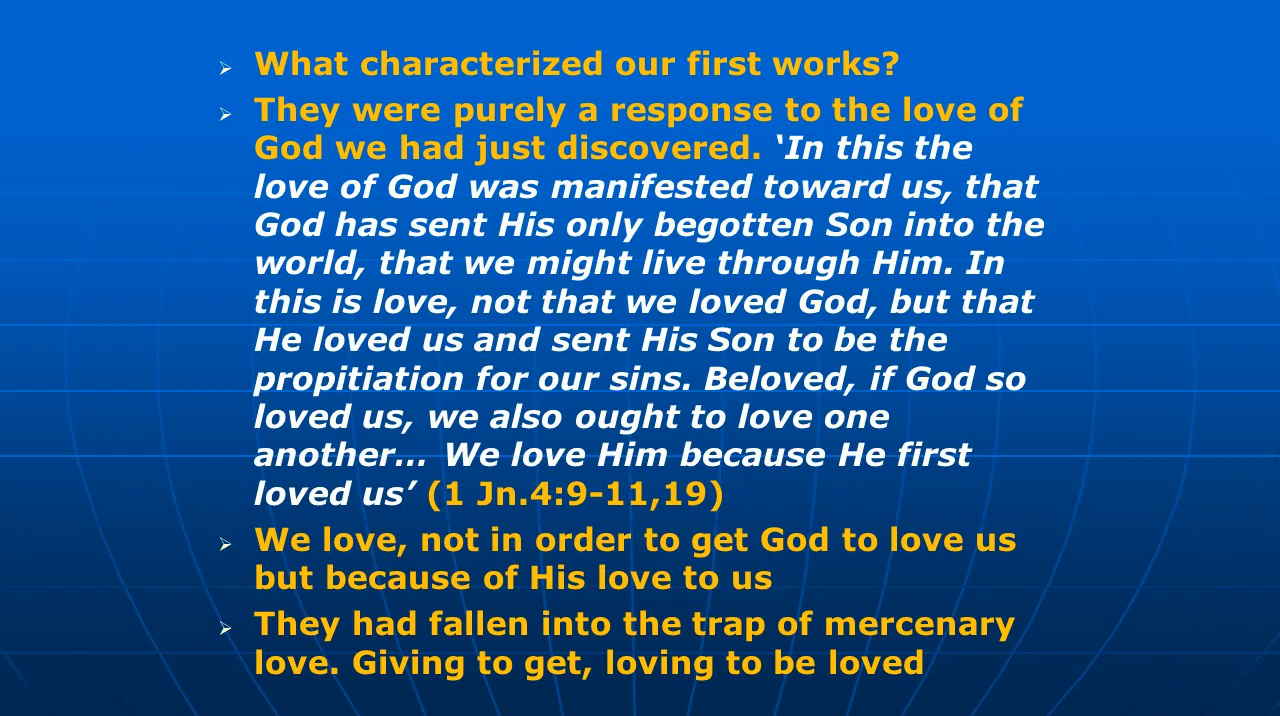 What characterized our first works?
They were purely a response to the love of
God we had just discovered. ‘In this the
love of God was manifested toward us, that
God has sent His only begotten Son into the
world, that we might live through Him. In
this is love, not that we loved God, but that
He loved us and sent His Son to be the
propitiation for our sins. Beloved, if God so
loved us, we also ought to love one
another… We love Him because He first
loved us’ (1 Jn.4:9-11,19)
We love, not in order to get God to love us
but because of His love to us
They had fallen into the trap of mercenary
love. Giving to get, loving to be loved